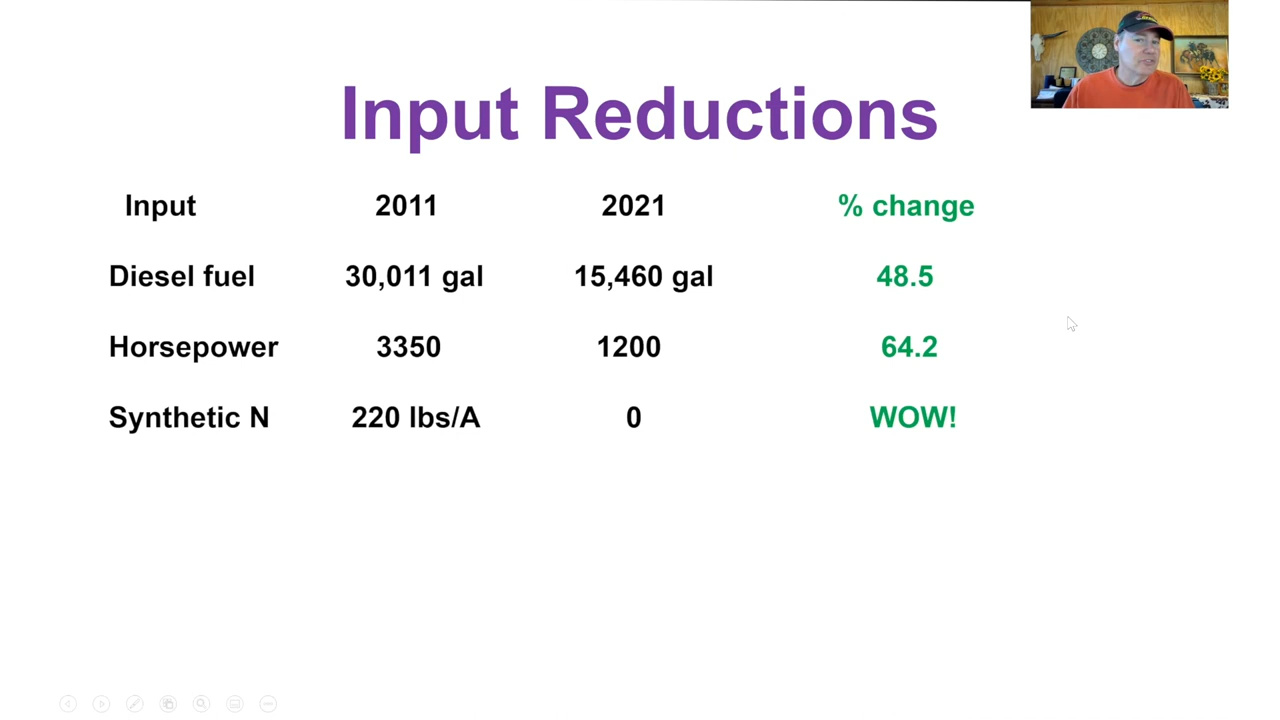 Input Reductions
Input 2011 2021 % change
Diesel fuel 30,011 gal 15,460 gal 48.5
Horsepower 3350 1200 64.2
Synthetic N 220 lbs/A 0 WOW!